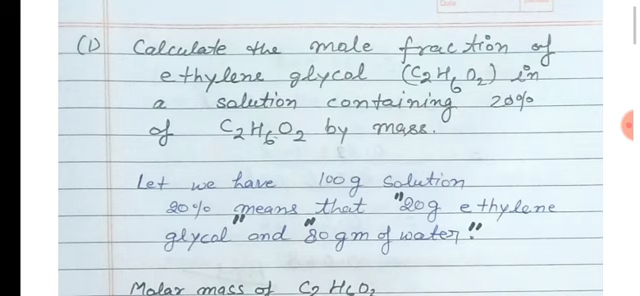 (1) Calculate the mole fraction of
ethylene glycol (C2H6O2) in
a solution containing 20%
of C2H6O2 by mass.
Let we have 100g solution
20% means that "20g ethylene
glycol" and "80gm of water"!
Molar mass of C2H6O2